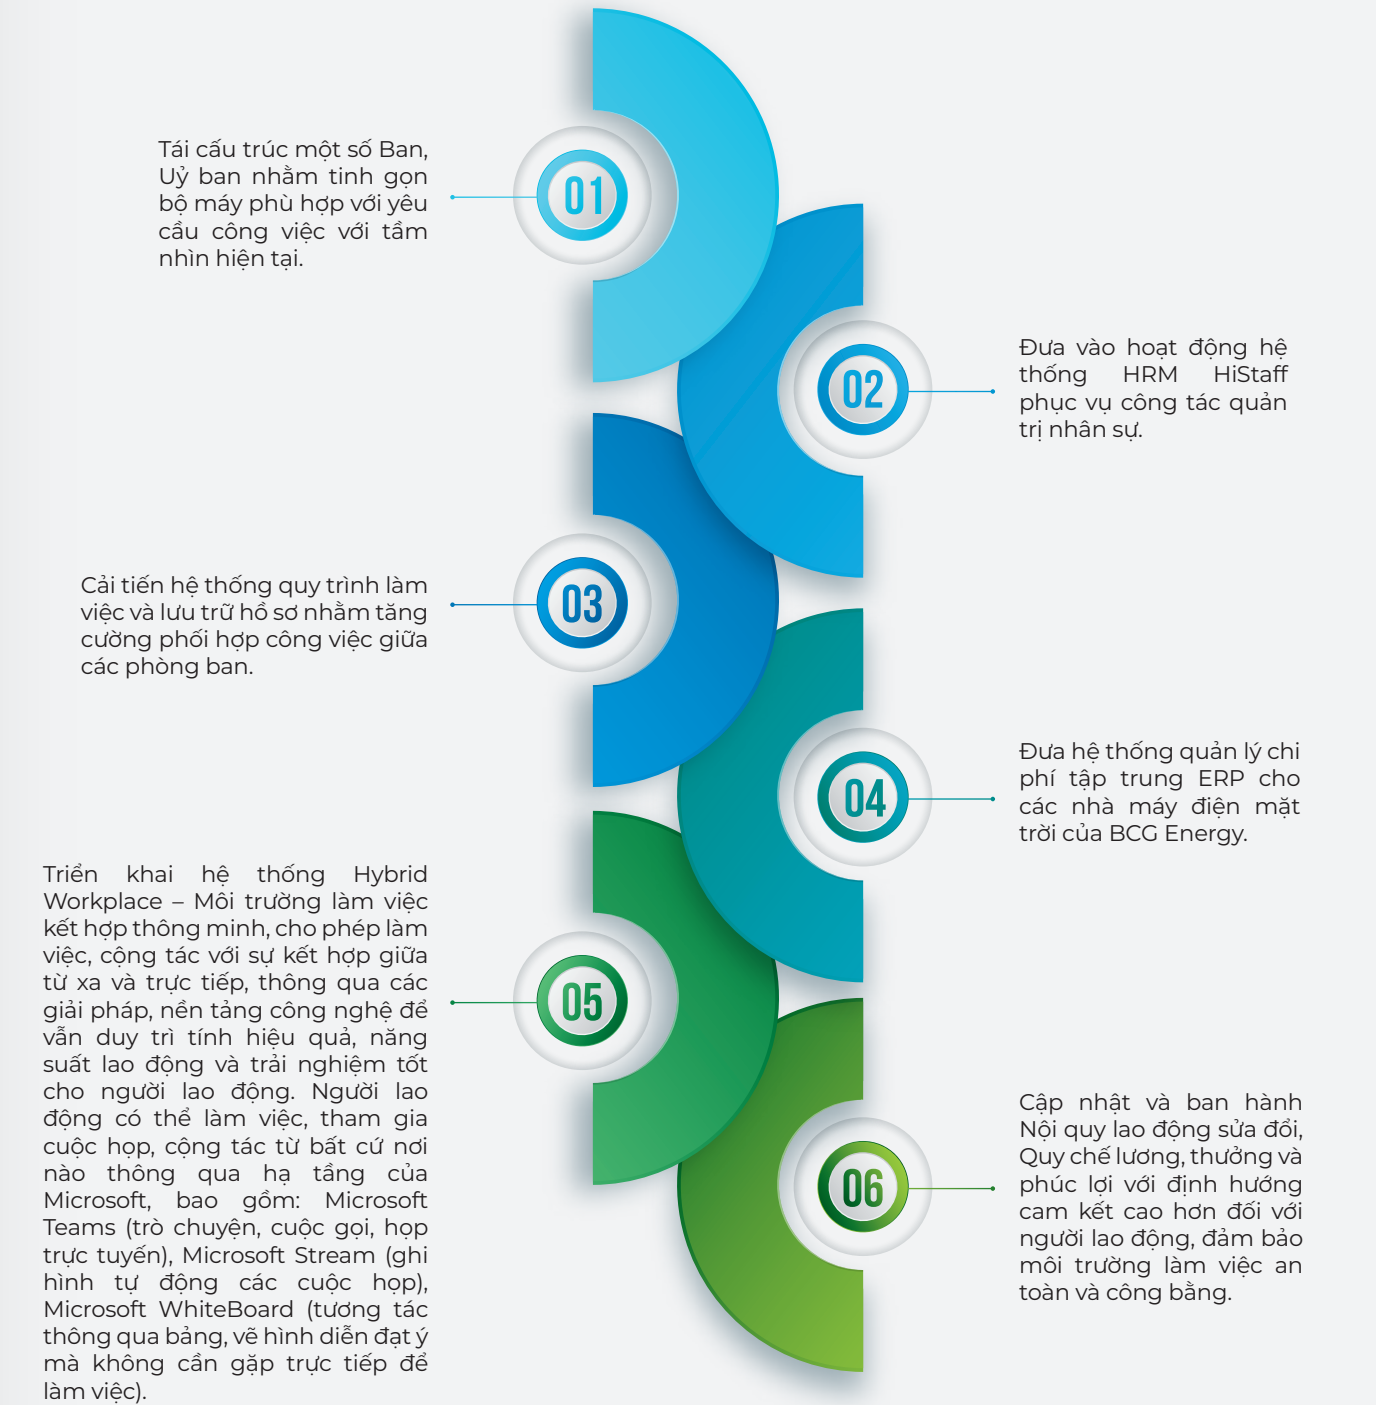 01
Tái cấu trúc một số Ban,
Uỷ ban nhằm tinh gọn
bộ máy phù hợp với yêu
cầu công việc với tầm
nhìn hiện tại.
02
Đưa vào hoạt động hệ
thống HRM HiStaff
phục vụ công tác quản
trị nhân sự.
03
Cải tiến hệ thống quy trình làm
việc và lưu trữ hồ sơ nhằm tăng
cường phối hợp công việc giữa
các phòng ban.
04
Đưa hệ thống quản lý chi
phí tập trung ERP cho
các nhà máy điện mặt
trời của BCG Energy.
05
Triển khai hệ thống Hybrid
Workplace – Môi trường làm việc
kết hợp thông minh, cho phép làm
việc, cộng tác với sự kết hợp giữa
từ xa và trực tiếp, thông qua các
giải pháp, nền tảng công nghệ để
vẫn duy trì tính hiệu quả, năng
suất lao động và trải nghiệm tốt
cho người lao động. Người lao
động có thể làm việc, tham gia
cuộc họp, cộng tác từ bất cứ nơi
nào thông qua hạ tầng của
Microsoft, bao gồm: Microsoft
Teams (trò chuyện, cuộc gọi, họp
trực tuyến), Microsoft Stream (ghi
hình tự động các cuộc họp),
Microsoft WhiteBoard (tương tác
thông qua bảng, vẽ hình diễn đạt ý
mà không cần gặp trực tiếp để
làm việc).
06
Cập nhật và ban hành
Nội quy lao động sửa đổi,
Quy chế lương, thưởng và
phúc lợi với định hướng
cam kết cao hơn đối với
người lao động, đảm bảo
môi trường làm việc an
toàn và công bằng.